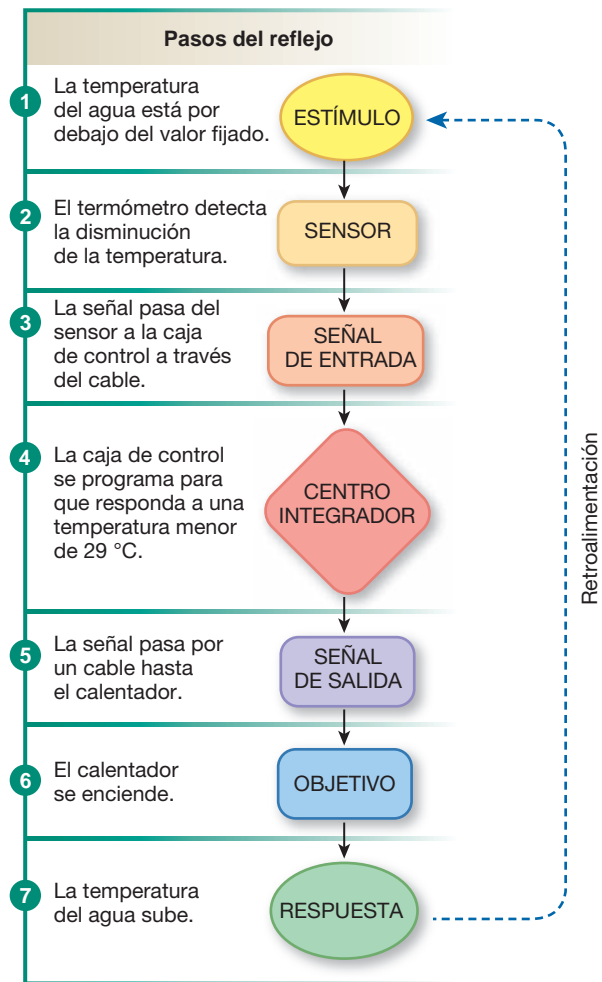 Pasos del reflejo
1
La temperatura
del agua está por
debajo del valor fijado.
ESTÍMULO
2
El termómetro detecta
la disminución
de la temperatura.
SENSOR
3
La señal pasa del
sensor a la caja
de control a través
del cable.
SEÑAL
DE ENTRADA
4
La caja de control
se programa para
que responda a una
temperatura menor
de 29 °C.
CENTRO
INTEGRADOR
5
La señal pasa por
un cable hasta
el calentador.
SEÑAL
DE SALIDA
6
El calentador
se enciende.
OBJETIVO
7
La temperatura
del agua sube.
RESPUESTA
Retroalimentación